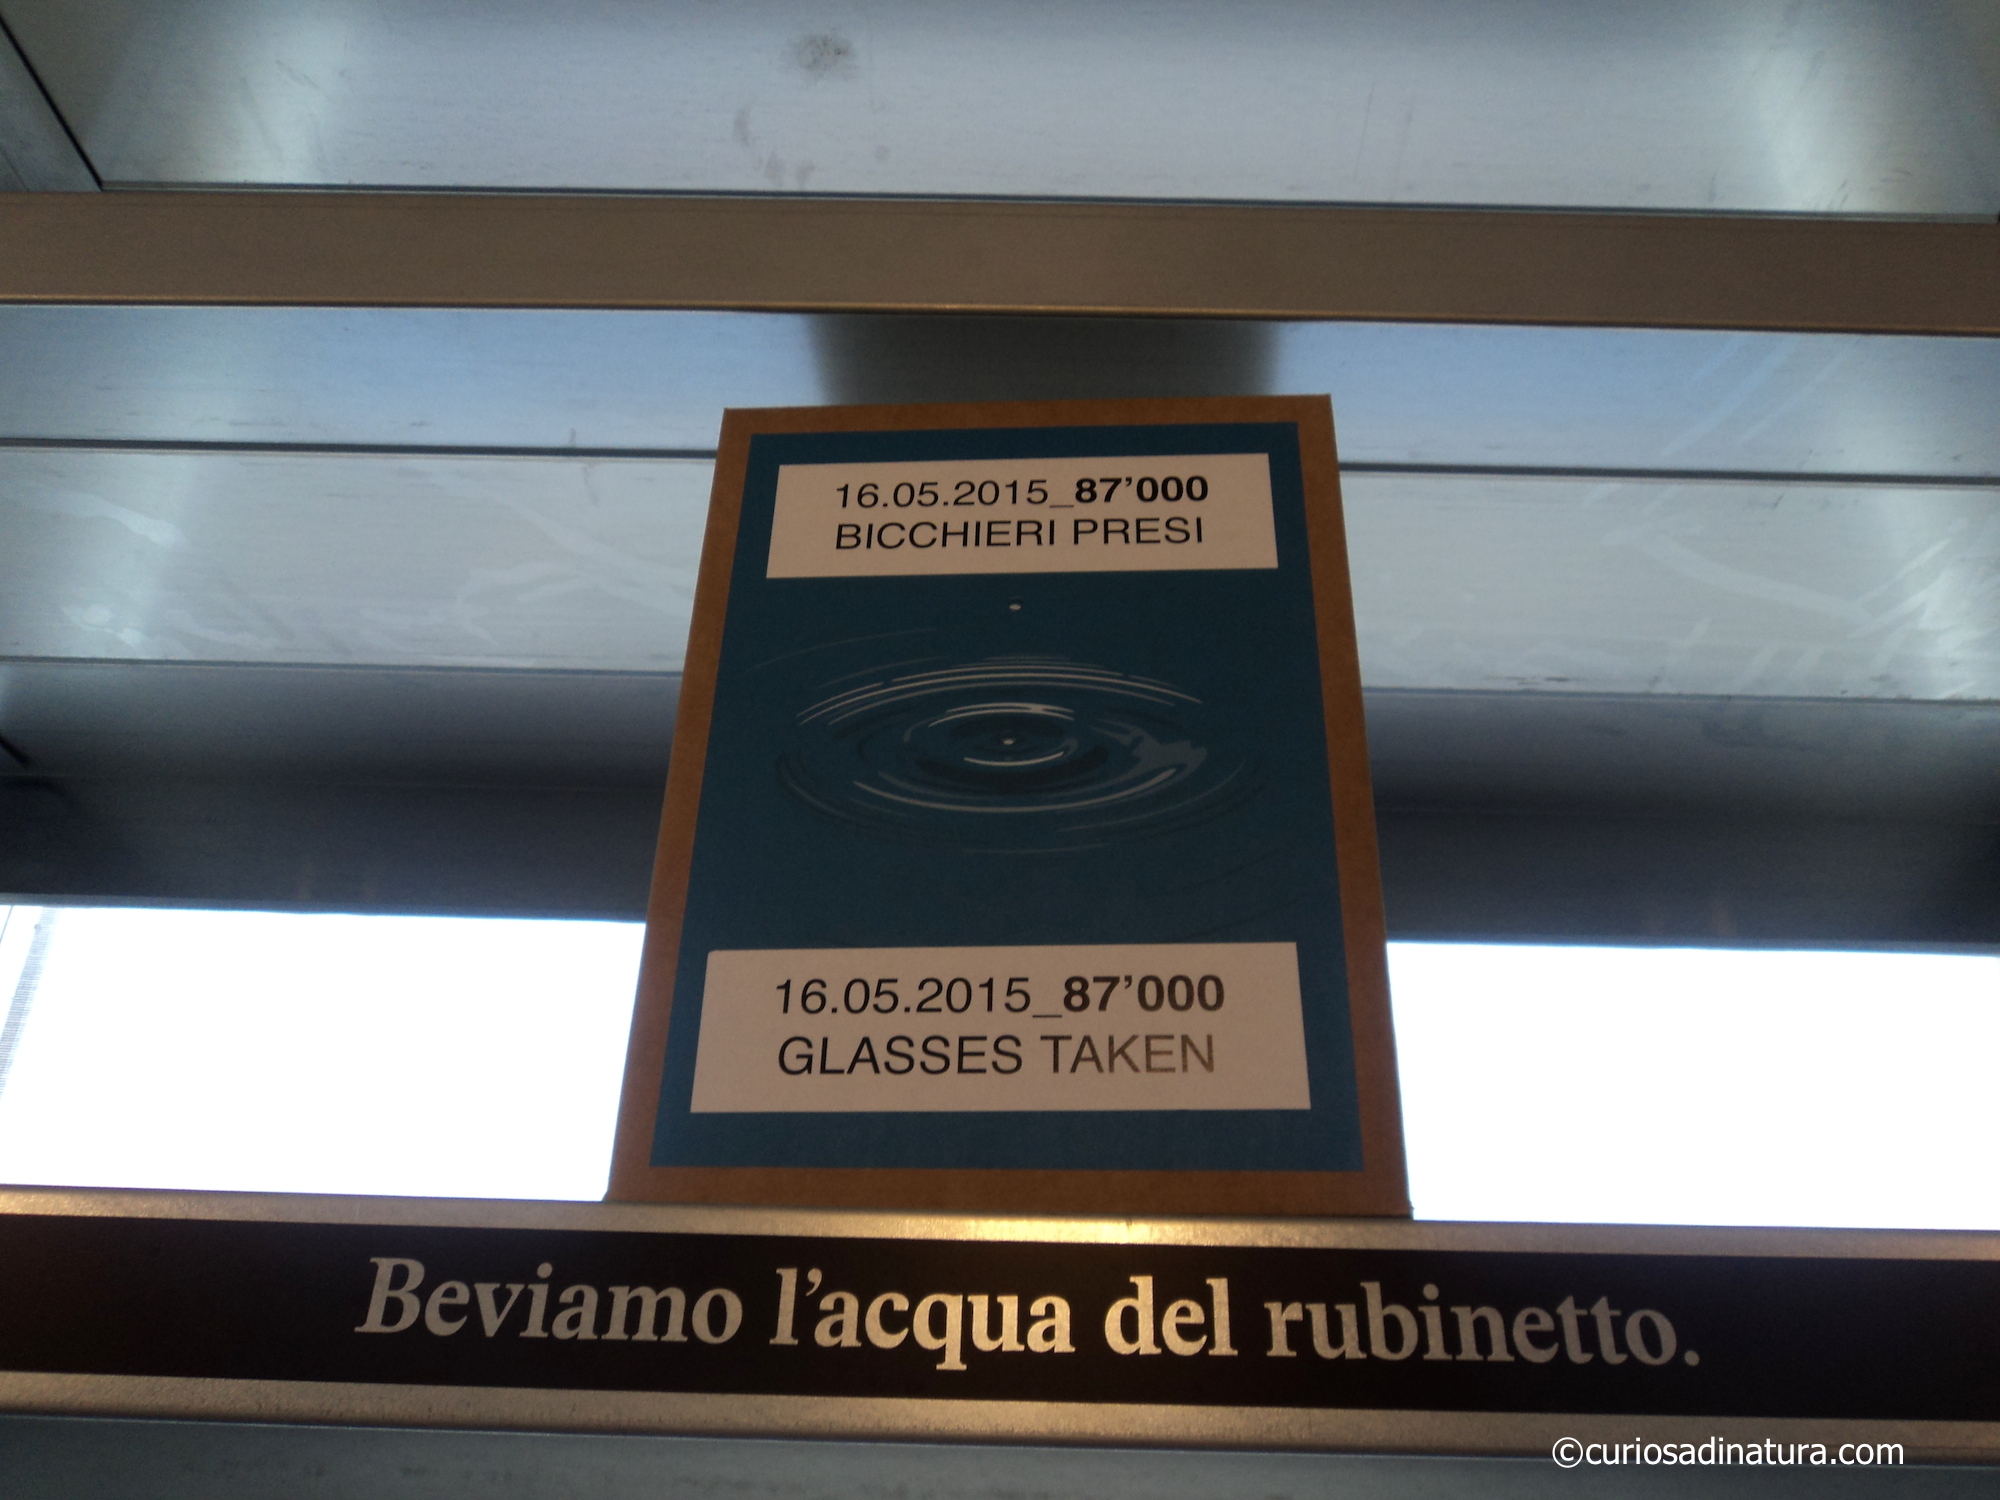 16.05.2015_87’000
BICCHIERI PRESI
16.05.2015_87’000
GLASSES TAKEN
Beviamo l’acqua del rubinetto.
©curiosadinatura.com